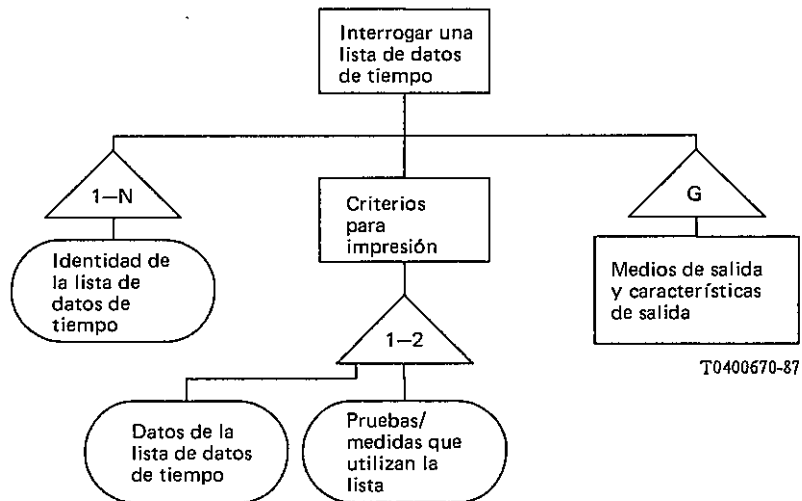 Interrogar una
lista de datos
de tiempo
1–N
Criterios
para
impresión
G
Identidad de
la lista de
datos de
tiempo
Medios de salida
y características
de salida
1–2
T0400670-87
Datos de la
lista de datos
de tiempo
Pruebas/
medidas que
utilizan la
lista